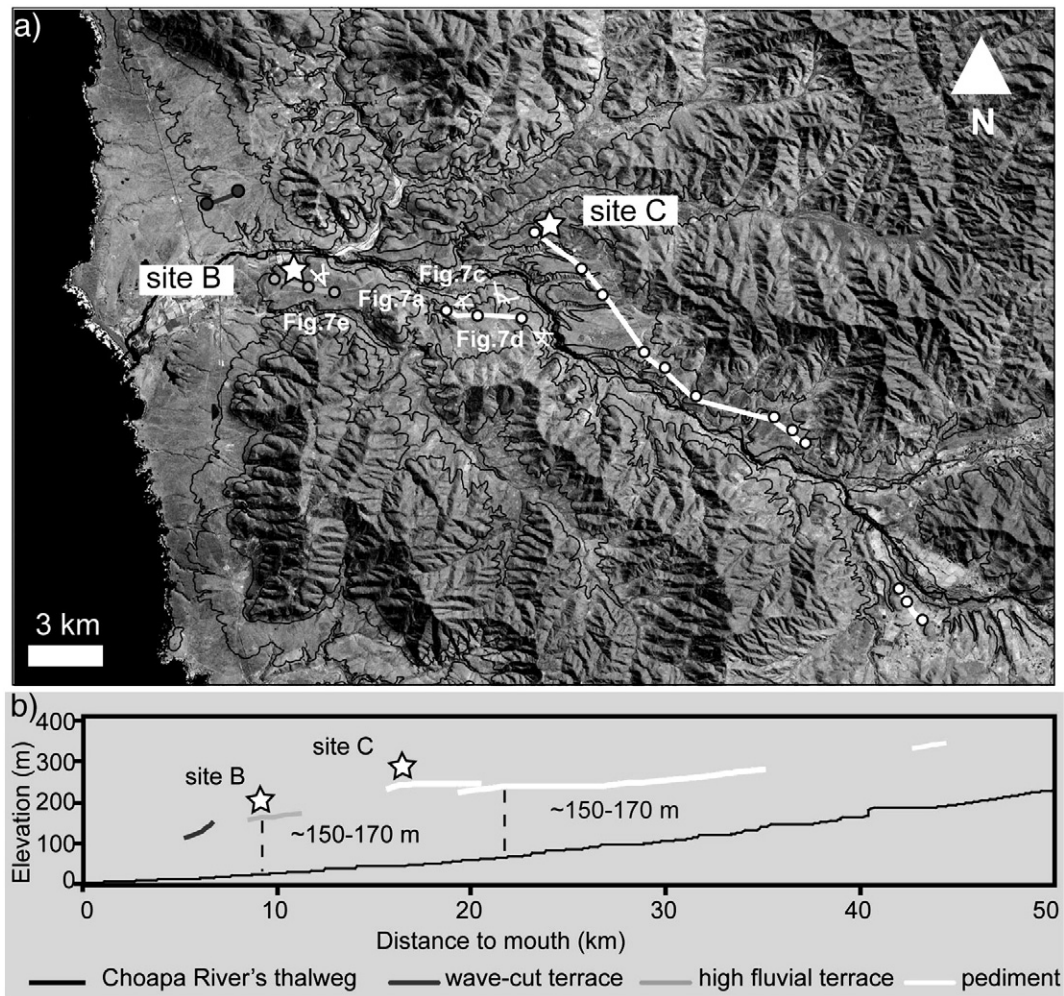 a)
N
site C
site B
Fig.7c
Fig.7a
Fig.7e
Fig.7d
3 km
b)
400
300
200
100
0
Elevation (m)
site C
site B
~150-170 m
~150-170 m
0
10
20
30
40
50
Distance to mouth (km)
Choapa River's thalweg
wave-cut terrace
high fluvial terrace
pediment